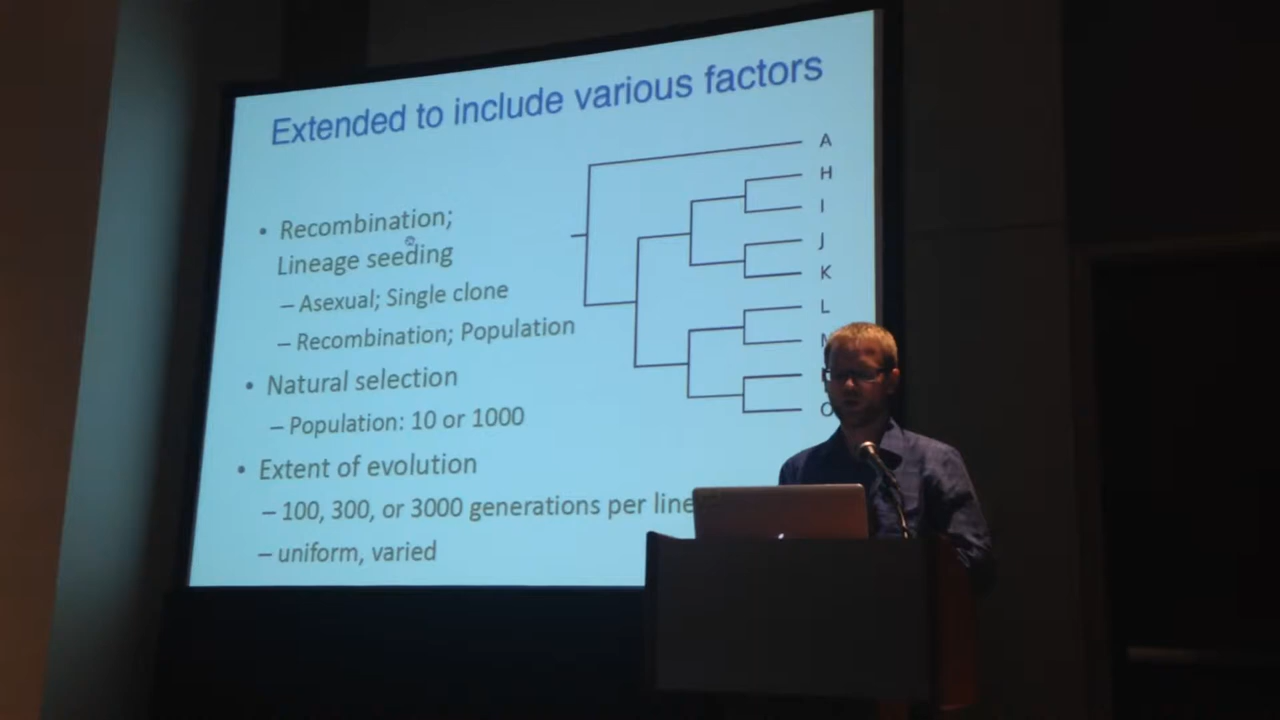 Extended to include various factors
• Recombination;
Lineage seeding
– Asexual; Single clone
– Recombination; Population
• Natural selection
– Population: 10 or 1000
• Extent of evolution
– 100, 300, or 3000 generations per line
– uniform, varied
A
H
I
J
K
L
O